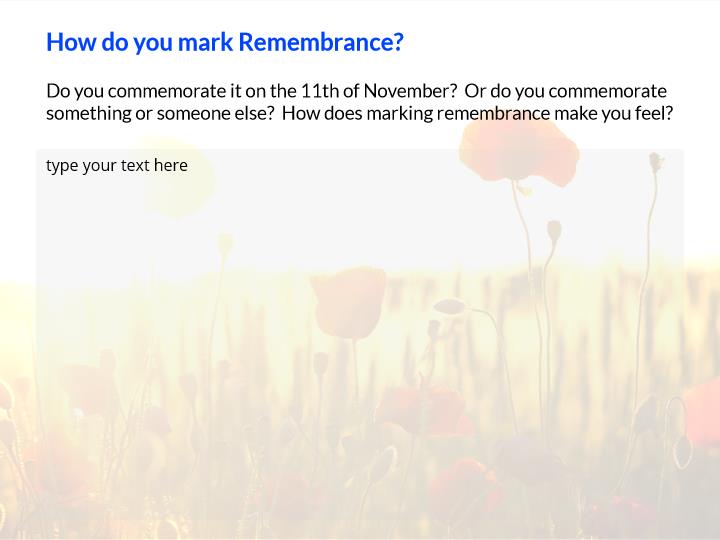 How do you mark Remembrance?
Do you commemorate it on the 11th of November?  Or do you commemorate
something or someone else?  How does marking remembrance make you feel?
type your text here